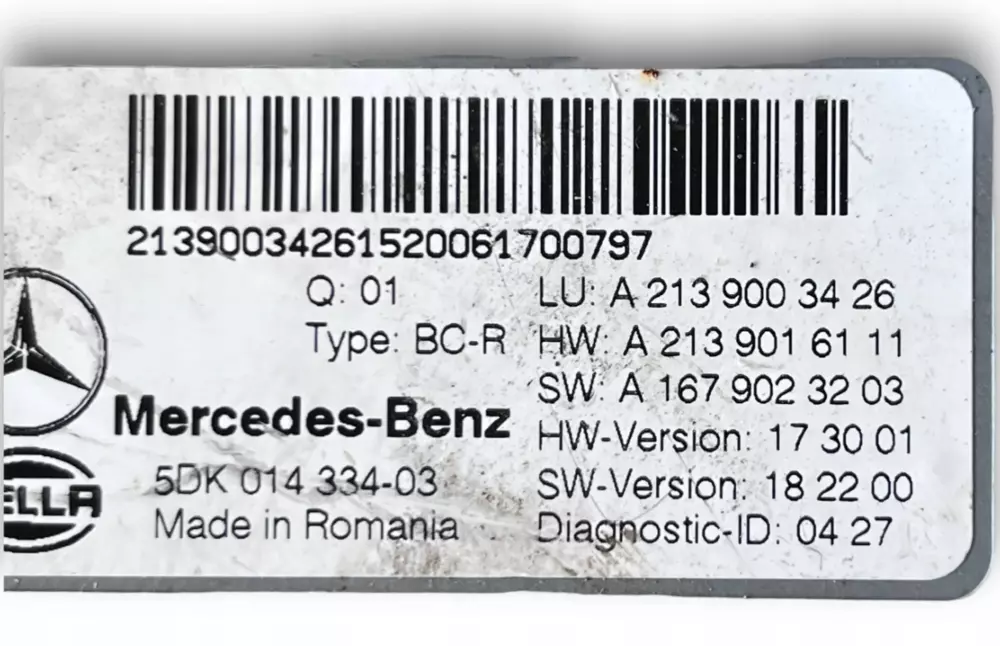 21390034261520061700797
Q: 01
LU: A 213 900 34 26
Type: BC-R
HW: A 213 901 61 11
SW: A 167 902 32 03
Mercedes-Benz
HW-Version: 17 30 01
5DK 014 334-03
SW-Version: 18 22 00
ELLA
Made in Romania
Diagnostic-ID: 04 27